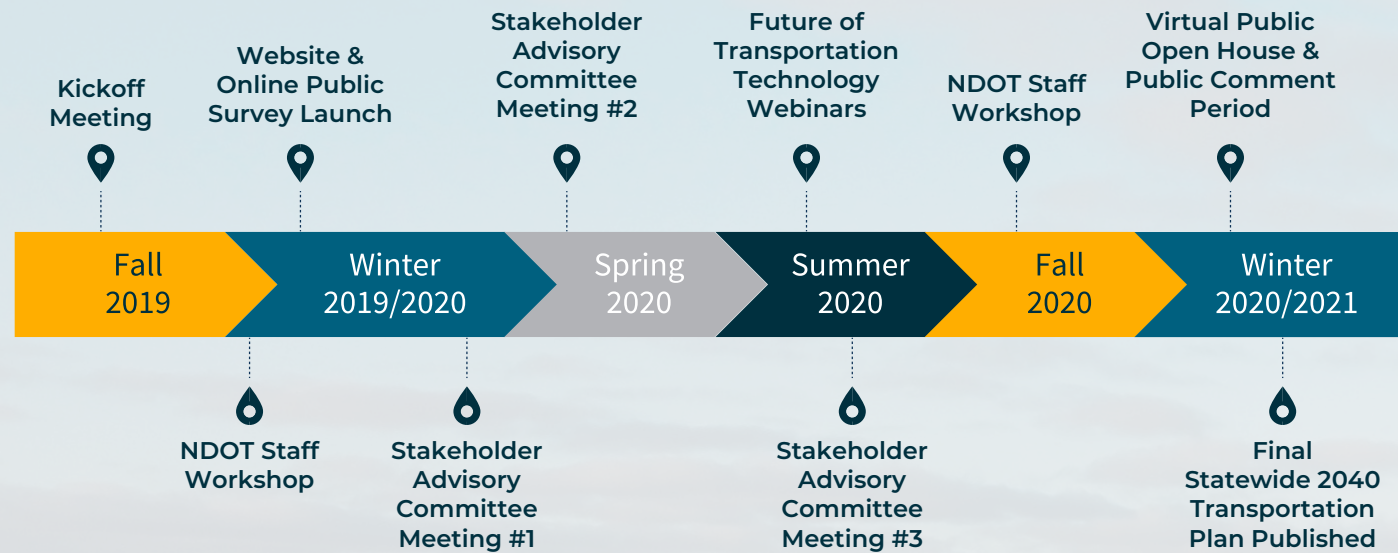 Kickoff
Meeting
Website &
Online Public
Survey Launch
Stakeholder
Advisory
Committee
Meeting #2
Future of
Transportation
Technology
Webinars
NDOT Staff
Workshop
Virtual Public
Open House &
Public Comment
Period
Fall
2019
Winter
2019/2020
Spring
2020
Summer
2020
Fall
2020
Winter
2020/2021
NDOT Staff
Workshop
Stakeholder
Advisory
Committee
Meeting #1
Stakeholder
Advisory
Committee
Meeting #3
Final
Statewide 2040
Transportation
Plan Published